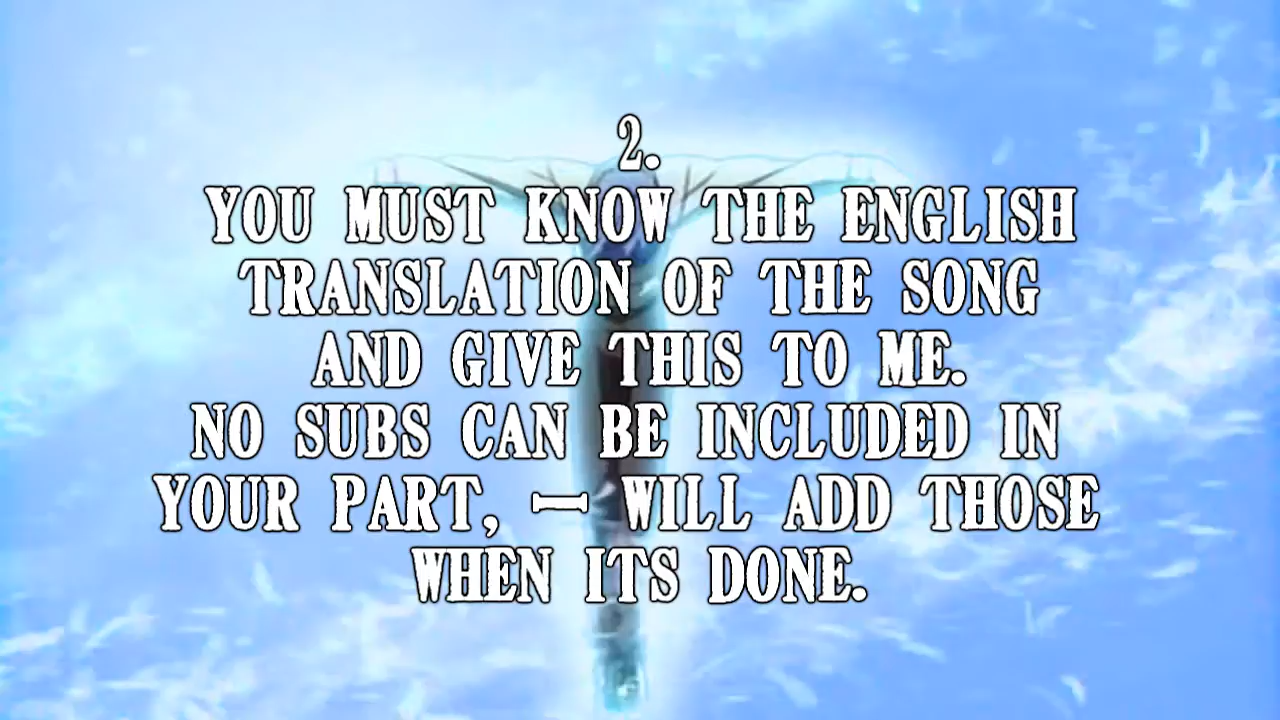 2.
YOU MUST KNOW THE ENGLISH
TRANSLATION OF THE SONG
AND GIVE THIS TO ME.
NO SUBS CAN BE INCLUDED IN
YOUR PART, I WILL ADD THOSE
WHEN ITS DONE.